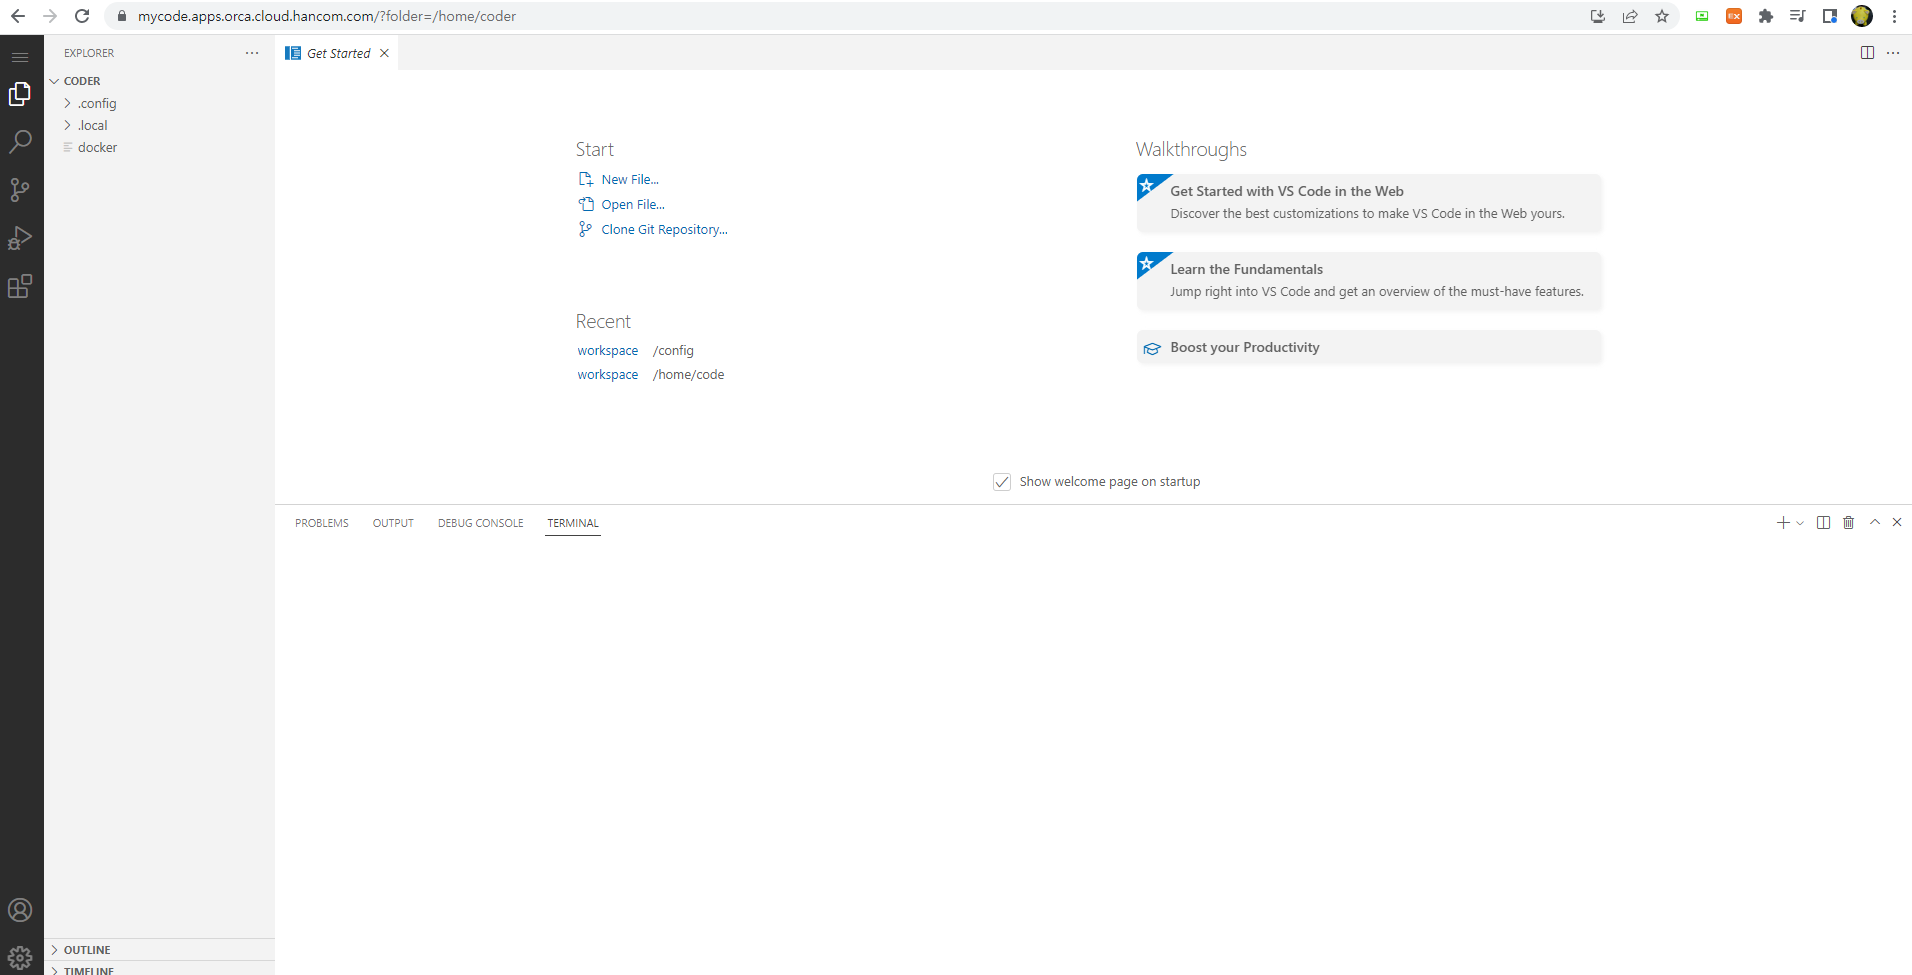 mycode.apps.orca.cloud.hancom.com/?folder=/home/coder
EX
EXPLORER
Get Started
CODER
.config
.local
docker
Start
New File...
Open File...
Clone Git Repository...
Recent
workspace /config
workspace /home/code
Walkthroughs
Get Started with VS Code in the Web
Discover the best customizations to make VS Code in the Web yours.
Learn the Fundamentals
Jump right into VS Code and get an overview of the must-have features.
Boost your Productivity
Show welcome page on startup
PROBLEMS OUTPUT DEBUG CONSOLE TERMINAL
OUTLINE
TIMELINE